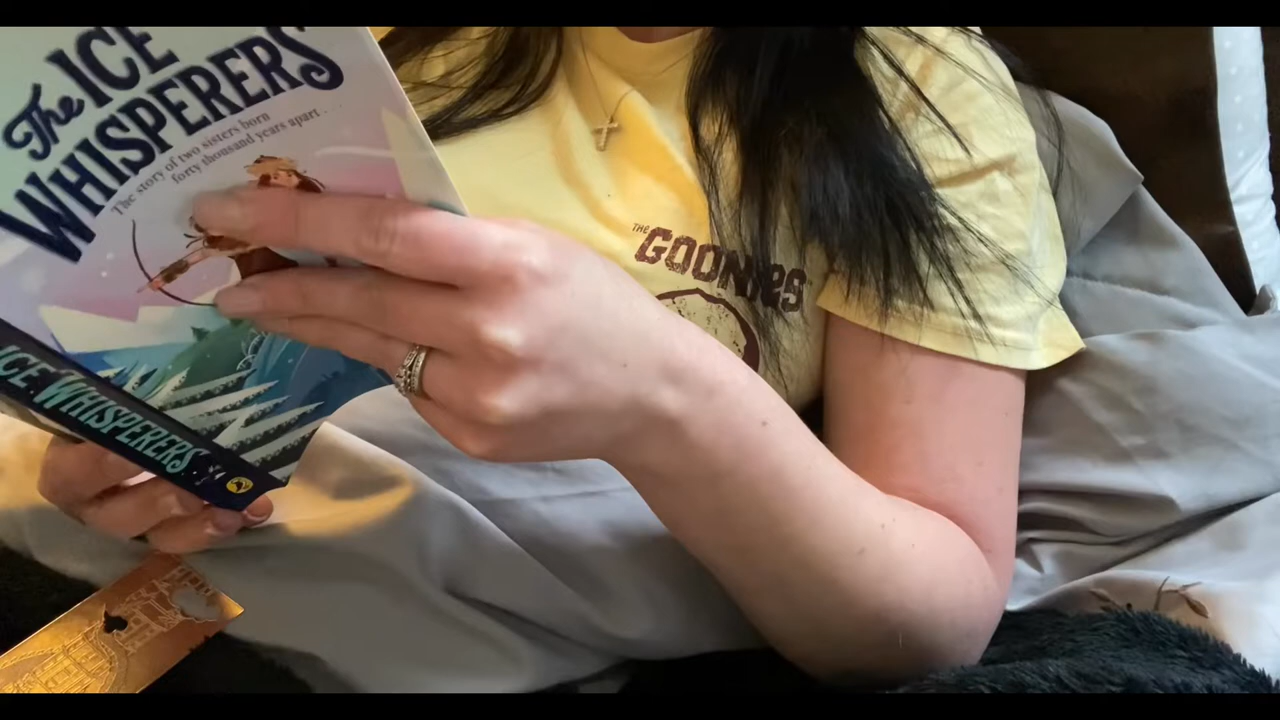 The ICE
WHISPERERS
The story of two sisters born
forty thousand years apart . . .
ICE WHISPERERS
THE
GOONIES